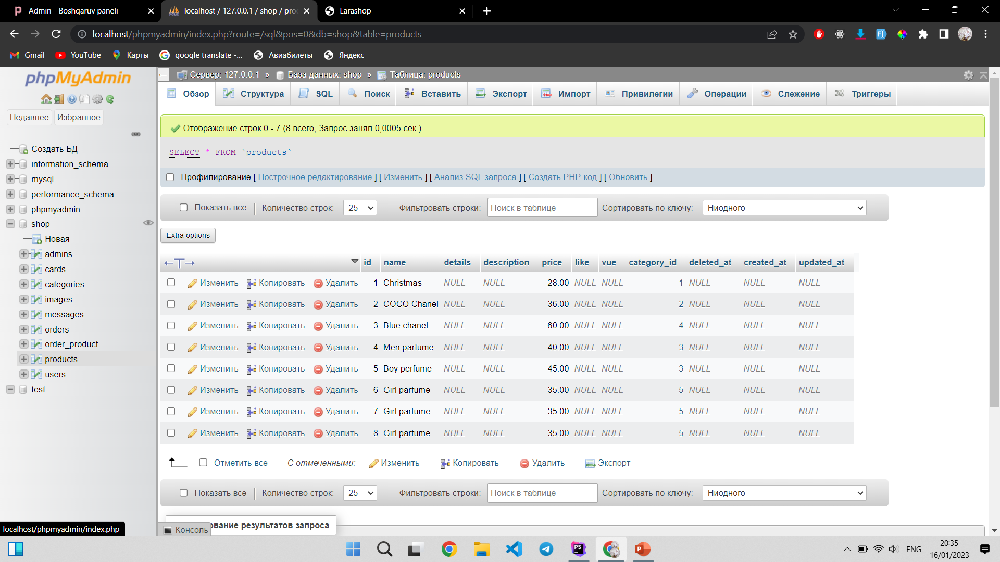 Admin - Boshqaruv paneli
localhost / 127.0.0.1 / shop / pro
Larashop
localhost/phpmyadmin/index.php?route=/sql&pos=0&db=shop&table=products
Gmail YouTube Карты google translate -... Авиабилеты Яндекс
phpMyAdmin
Недавнее Избранное
Создать БД
information_schema
mysql
performance_schema
phpmyadmin
shop
Новая
admins
cards
categories
images
messages
orders
order_product
products
users
test
localhost/phpmyadmin/index.php
Сервер: 127.0.0.1 » База данных: shop » Таблица: products
Обзор Структура SQL Поиск Вставить Экспорт Импорт Привилегии Операции Слежение Триггеры
Отображение строк 0 - 7 (8 всего, Запрос занял 0,0005 сек.)
SELECT * FROM `products`
Профилирование [ Построчное редактирование ] [ Изменить ] [ Анализ SQL запроса ] [ Создать PHP-код ] [ Обновить ]
Показать все | Количество строк: 25 Фильтровать строки: Поиск в таблице Сортировать по ключу: Ниодного
Extra options
←T→ id name details description price like vue category_id deleted_at created_at updated_at
Изменить Копировать Удалить 1 Christmas NULL NULL 28.00 NULL NULL 1 NULL NULL NULL
Изменить Копировать Удалить 2 COCO Chanel NULL NULL 36.00 NULL NULL 2 NULL NULL NULL
Изменить Копировать Удалить 3 Blue chanel NULL NULL 60.00 NULL NULL 4 NULL NULL NULL
Изменить Копировать Удалить 4 Men parfume NULL NULL 40.00 NULL NULL 3 NULL NULL NULL
Изменить Копировать Удалить 5 Boy perfume NULL NULL 45.00 NULL NULL 3 NULL NULL NULL
Изменить Копировать Удалить 6 Girl parfume NULL NULL 35.00 NULL NULL 5 NULL NULL NULL
Изменить Копировать Удалить 7 Girl parfume NULL NULL 35.00 NULL NULL 5 NULL NULL NULL
Изменить Копировать Удалить 8 Girl parfume NULL NULL 35.00 NULL NULL 5 NULL NULL NULL
Отметить все С отмеченными: Изменить Копировать Удалить Экспорт
Показать все | Количество строк: 25 Фильтровать строки: Поиск в таблице Сортировать по ключу: Ниодного
результатов запроса
Консоль
ENG
20:35
16/01/2023